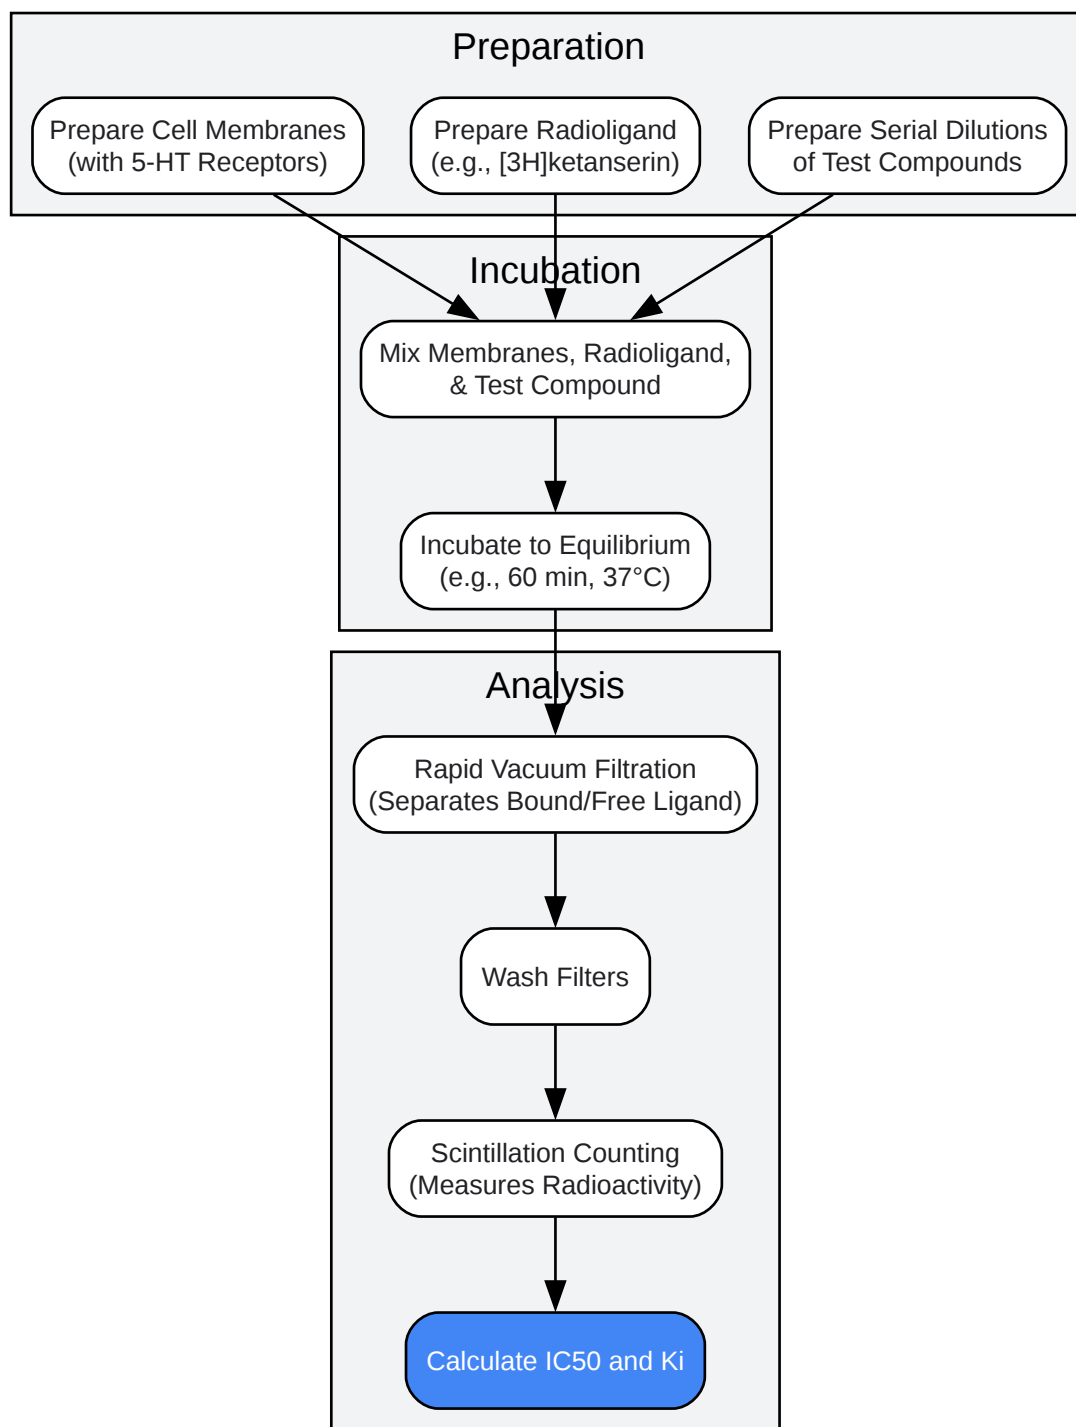 Preparation
Prepare Cell Membranes
(with 5-HT Receptors)
Prepare Radioligand
(e.g., [3H]ketanserin)
Prepare Serial Dilutions
of Test Compounds
Incubation
Mix Membranes, Radioligand,
& Test Compound
Incubate to Equilibrium
(e.g., 60 min, 37°C)
Analysis
Rapid Vacuum Filtration
(Separates Bound/Free Ligand)
Wash Filters
Scintillation Counting
(Measures Radioactivity)
Calculate IC50 and Ki